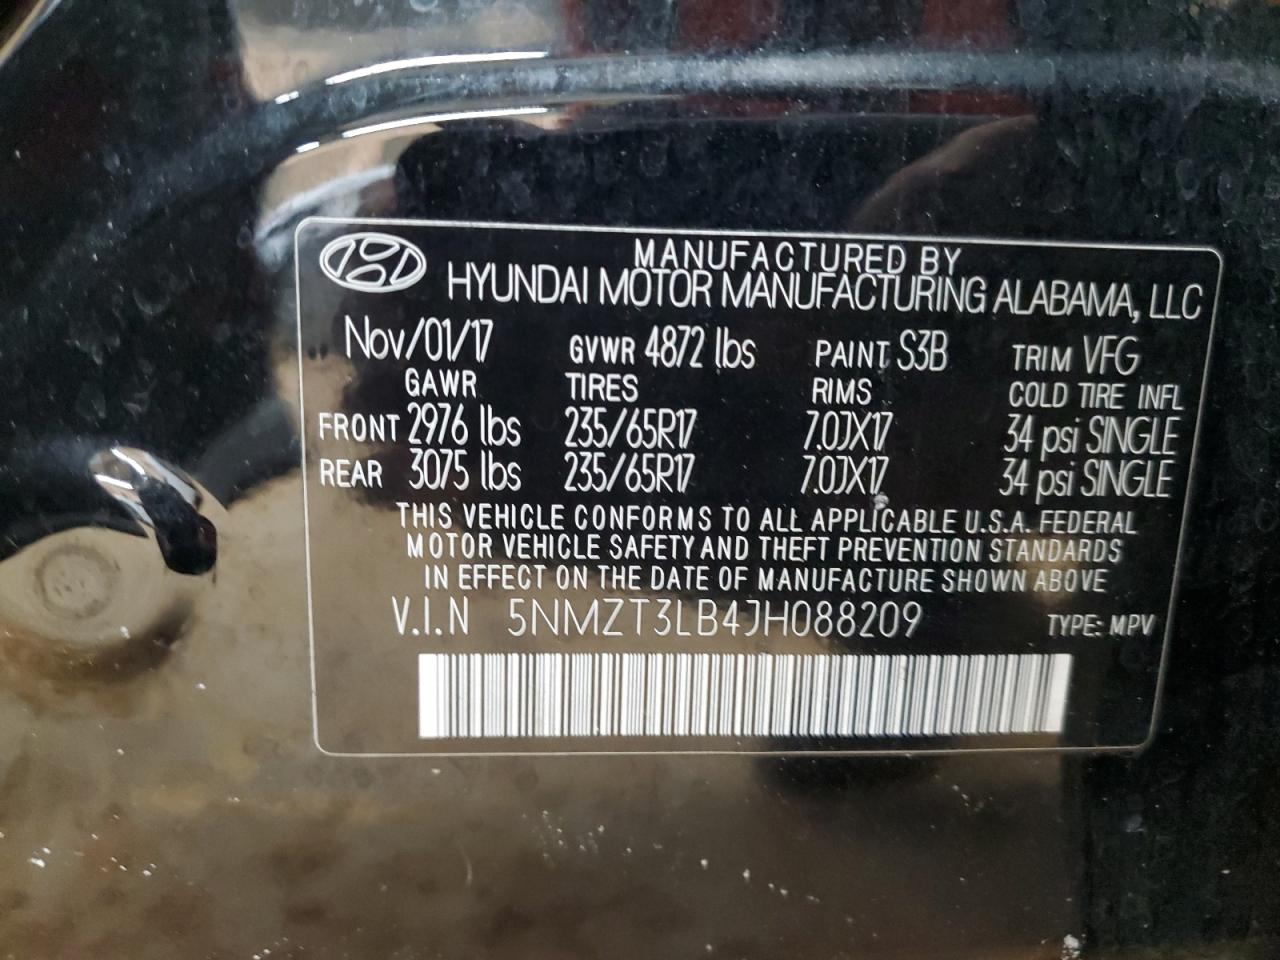 MANUFACTURED BY
HYUNDAI MOTOR MANUFACTURING ALABAMA, LLC
Nov/01/17 GVWR 4872 lbs PAINT S3B TRIM VFG
GAWR TIRES RIMS COLD TIRE INFL
FRONT 2976 lbs 235/65R17 7.0JX17 34 psi SINGLE
REAR 3075 lbs 235/65R17 7.0JX17 34 psi SINGLE
THIS VEHICLE CONFORMS TO ALL APPLICABLE U.S.A. FEDERAL
MOTOR VEHICLE SAFETY AND THEFT PREVENTION STANDARDS
IN EFFECT ON THE DATE OF MANUFACTURE SHOWN ABOVE
V.I.N 5NMZT3LB4JH088209 TYPE: MPV